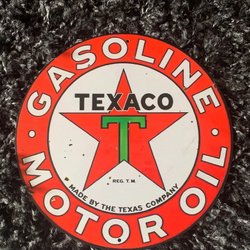 GASOLINE
TEXACO
T
REG. T.M.
MADE BY THE TEXAS COMPANY
MOTOR OIL